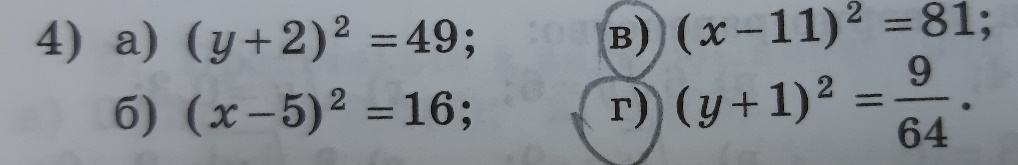 4) а) (y+2)² =49; в) (x−11)² =81;
б) (x−5)² =16; г) (y+1)² = 9/64.